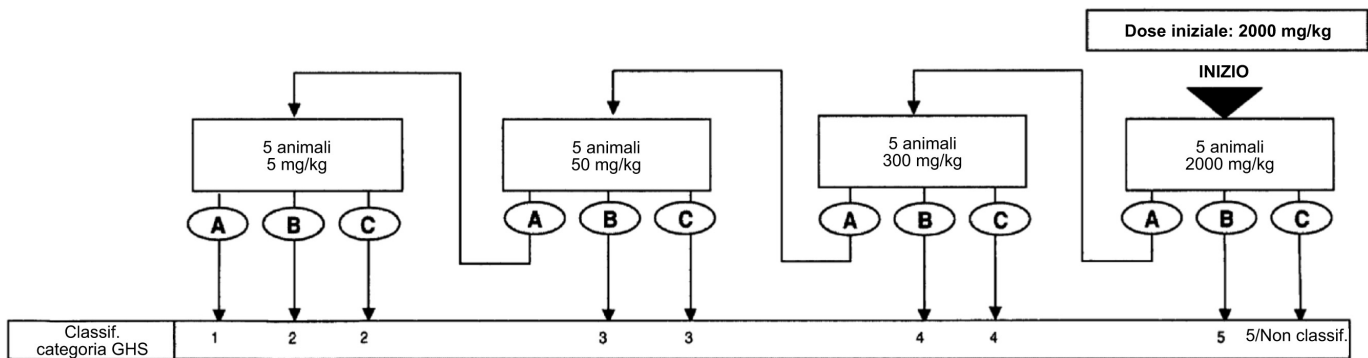 Dose iniziale: 2000 mg/kg
INIZIO
5 animali
5 mg/kg
5 animali
50 mg/kg
5 animali
300 mg/kg
5 animali
2000 mg/kg
A B C A B C A B C A B C
Classif.
categoria GHS
1 2 2 3 3 4 4 5 5/Non classif.